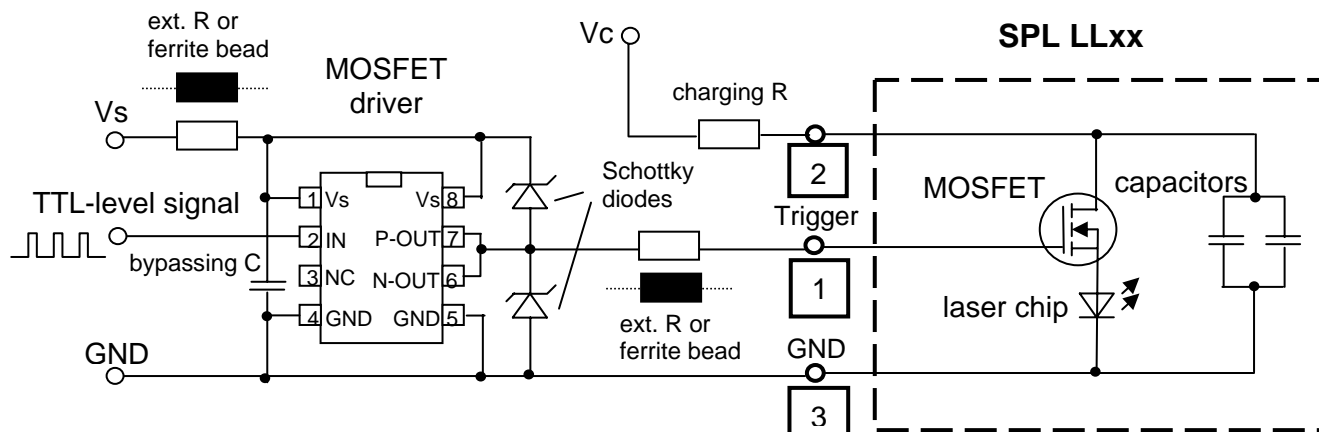 ext. R or
ferrite bead
Vs
MOSFET
driver
Vc
charging R
SPL LLxx
2
TTL-level signal
bypassing C
1 Vs
Vs 8
2 IN
P-OUT 7
3 NC
N-OUT 6
4 GND
GND 5
Schottky
diodes
Trigger
1
ext. R or
ferrite bead
MOSFET
capacitors
laser chip
GND
GND
3